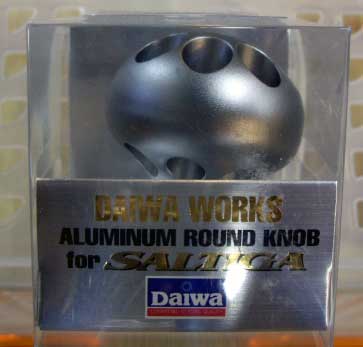 DAIWA WORKS
ALUMINUM ROUND KNOB
for SALTIGA
Daiwa